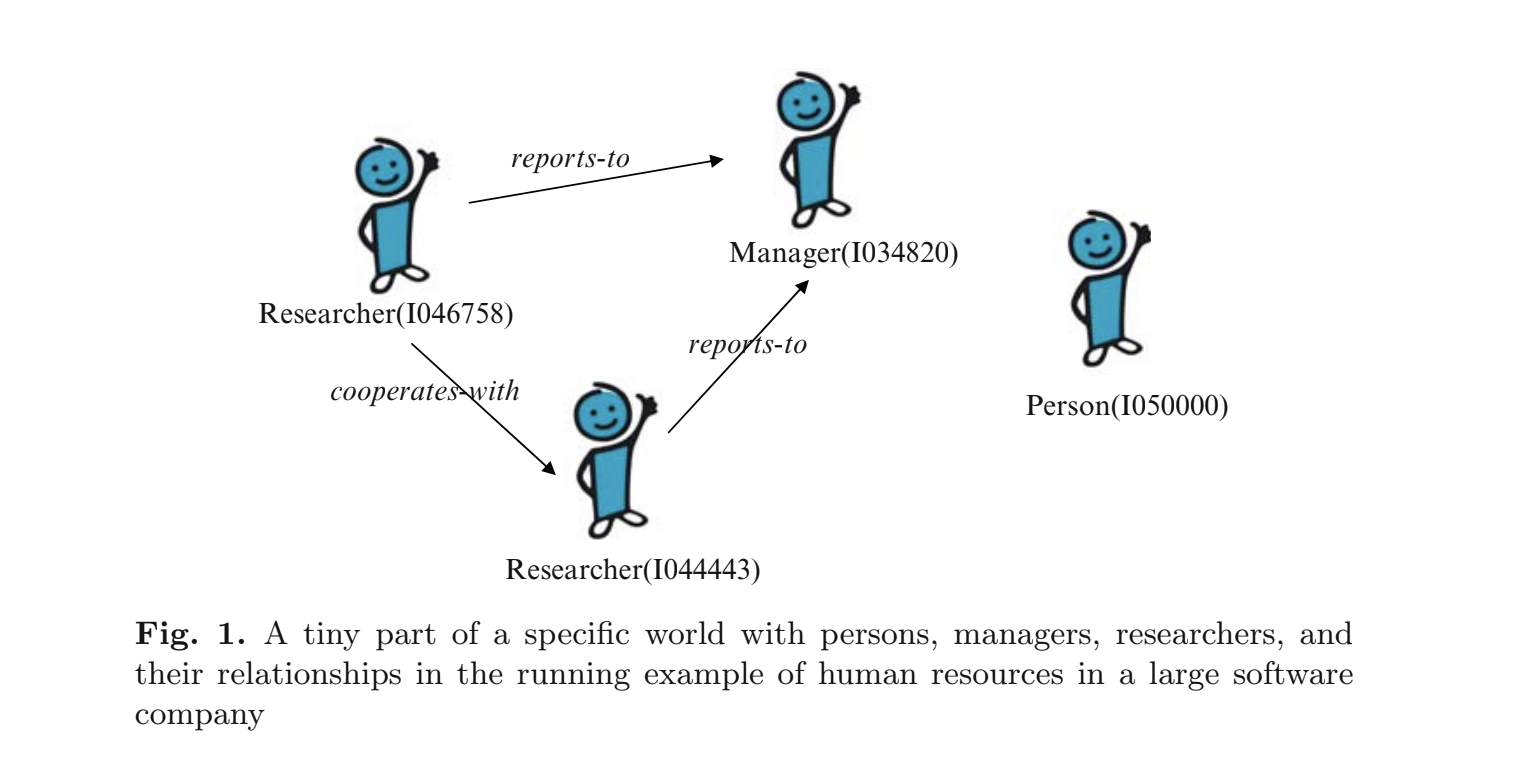 reports-to
Manager(I034820)
Researcher(I046758)
reports-to
cooperates-with
Person(I050000)
Researcher(I044443)
Fig. 1. A tiny part of a specific world with persons, managers, researchers, and
their relationships in the running example of human resources in a large software
company